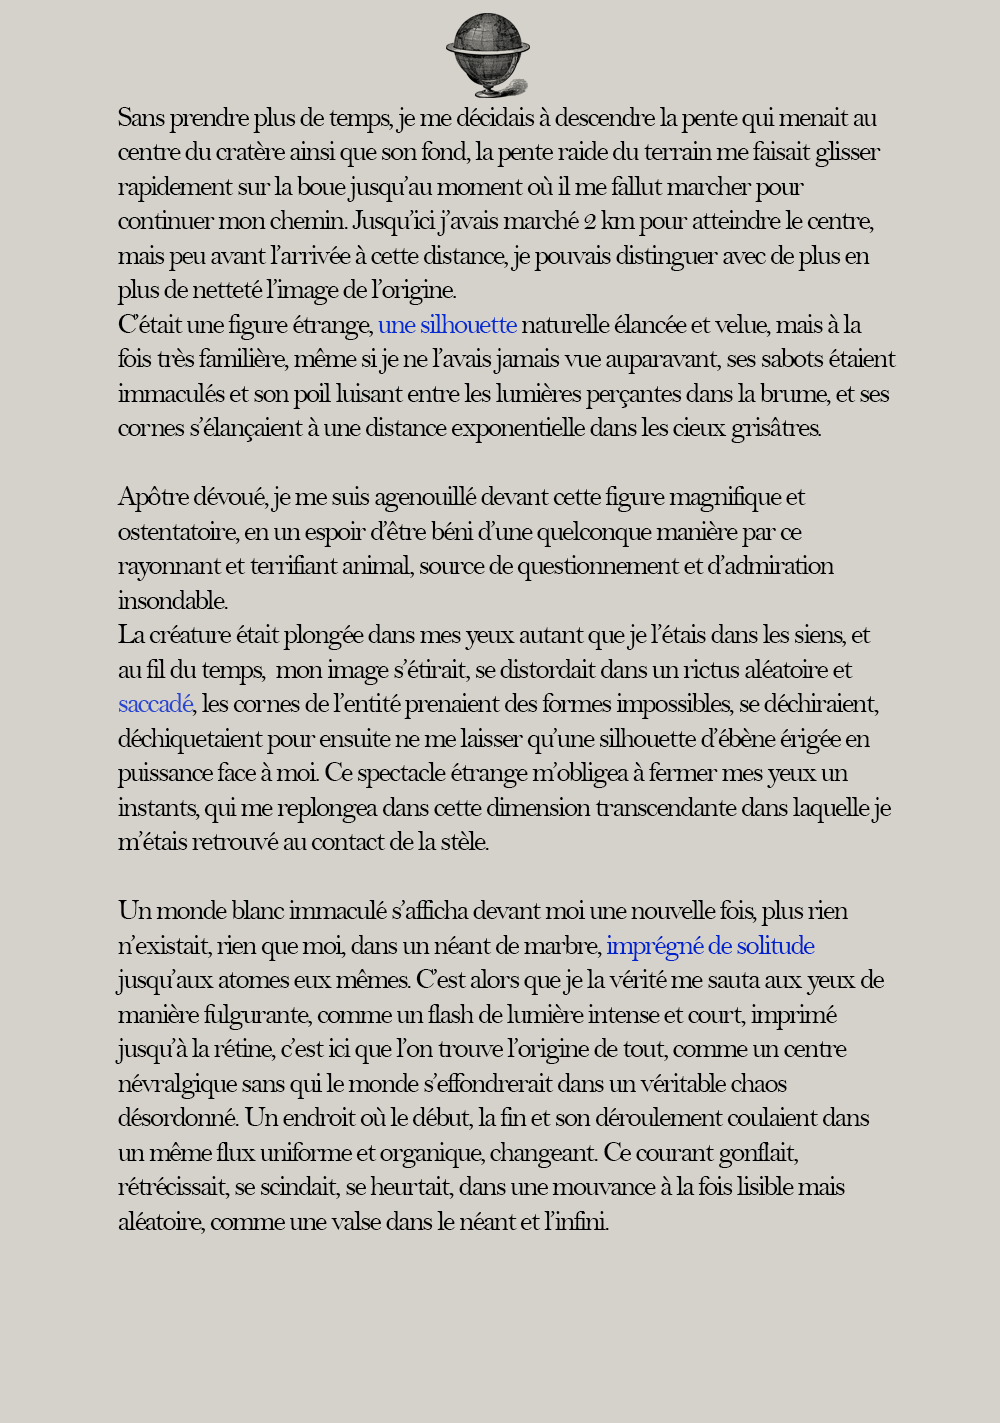 Sans prendre plus de temps, je me décidais à descendre la pente qui menait au
centre du cratère ainsi que son fond, la pente raide du terrain me faisait glisser
rapidement sur la boue jusqu’au moment où il me fallut marcher pour
continuer mon chemin. Jusqu’ici j’avais marché 2 km pour atteindre le centre,
mais peu avant l’arrivée à cette distance, je pouvais distinguer avec de plus en
plus de netteté l’image de l’origine.
C’était une figure étrange, une silhouette naturelle élancée et velue, mais à la
fois très familière, même si je ne l’avais jamais vue auparavant, ses sabots étaient
immaculés et son poil luisant entre les lumières perçantes dans la brume, et ses
cornes s’élançaient à une distance exponentielle dans les cieux grisâtres.
Apôtre dévoué, je me suis agenouillé devant cette figure magnifique et
ostentatoire, en un espoir d’être béni d’une quelconque manière par ce
rayonnant et terrifiant animal, source de questionnement et d’admiration
insondable.
La créature était plongée dans mes yeux autant que je l’étais dans les siens, et
au fil du temps,  mon image s’étirait, se distordait dans un rictus aléatoire et
saccadé, les cornes de l’entité prenaient des formes impossibles, se déchiraient,
déchiquetaient pour ensuite ne me laisser qu’une silhouette d’ébène érigée en
puissance face à moi. Ce spectacle étrange m’obligea à fermer mes yeux un
instants, qui me replongea dans cette dimension transcendante dans laquelle je
m’étais retrouvé au contact de la stèle.
Un monde blanc immaculé s’afficha devant moi une nouvelle fois, plus rien
n’existait, rien que moi, dans un néant de marbre, imprégné de solitude
jusqu’aux atomes eux mêmes. C’est alors que je la vérité me sauta aux yeux de
manière fulgurante, comme un flash de lumière intense et court, imprimé
jusqu’à la rétine, c’est ici que l’on trouve l’origine de tout, comme un centre
névralgique sans qui le monde s’effondrerait dans un véritable chaos
désordonné. Un endroit où le début, la fin et son déroulement coulaient dans
un même flux uniforme et organique, changeant. Ce courant gonflait,
rétrécissait, se scindait, se heurtait, dans une mouvance à la fois lisible mais
aléatoire, comme une valse dans le néant et l’infini.